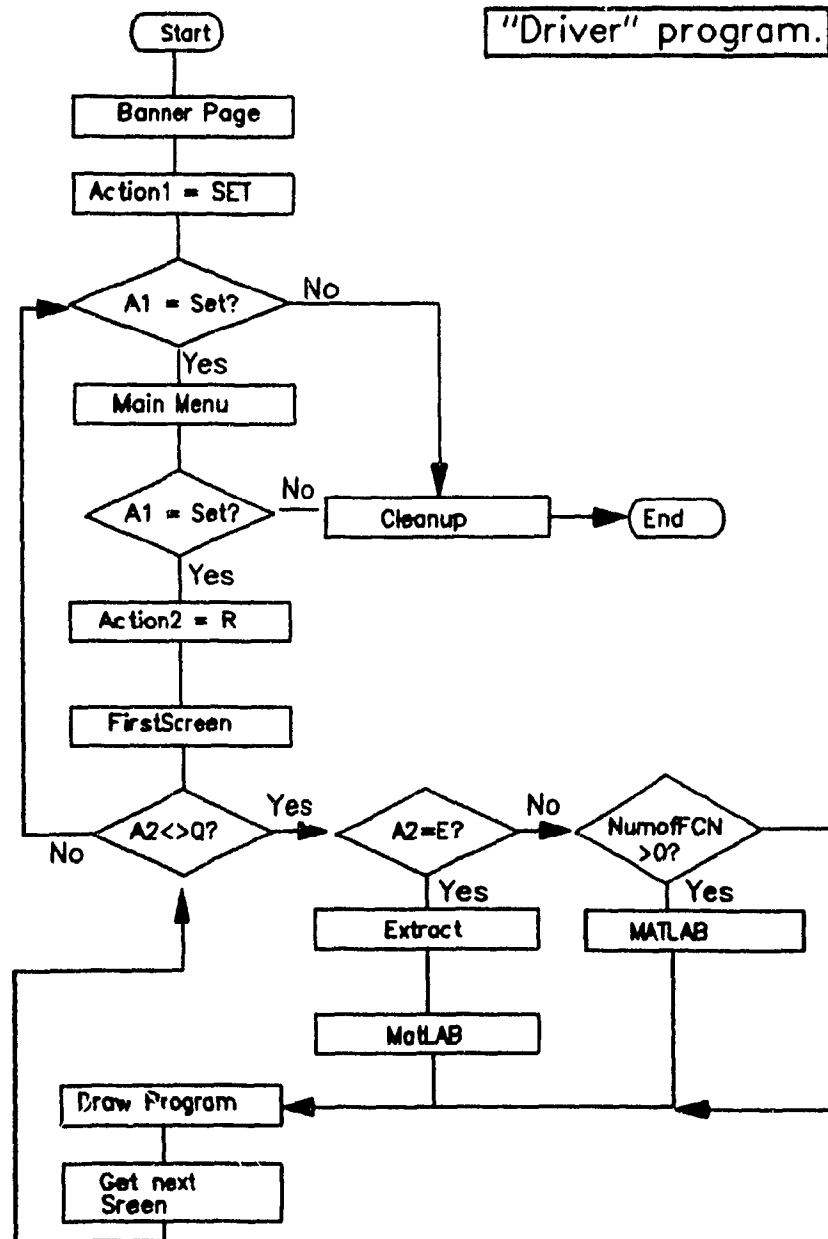 Start
"Driver" program.
Banner Page
Action1 = SET
A1 = Set?
No
Yes
Main Menu
A1 = Set?
No
Cleanup
End
Yes
Action2 = R
FirstScreen
A2<>Q?
Yes
No
A2=E?
No
Yes
NumofFCN
>0?
Yes
Extract
MATLAB
MatLAB
Draw Program
Get next
Sreen